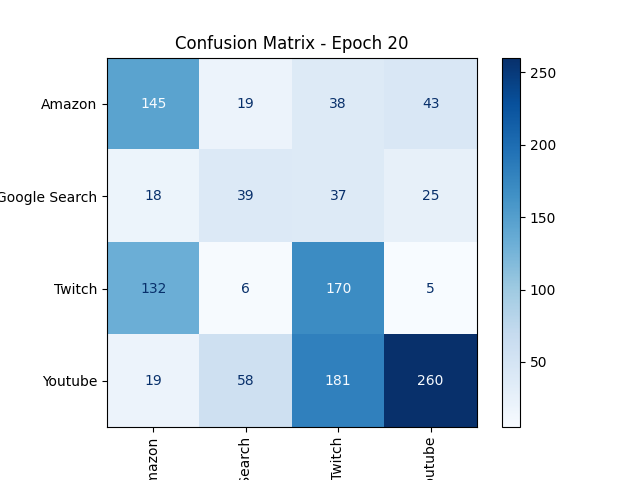 Confusion Matrix - Epoch 20
Amazon 145 19 38 43
Google Search 18 39 37 25
Twitch 132 6 170 5
Youtube 19 58 181 260
mazon
Search
Twitch
outube
250
200
150
100
50